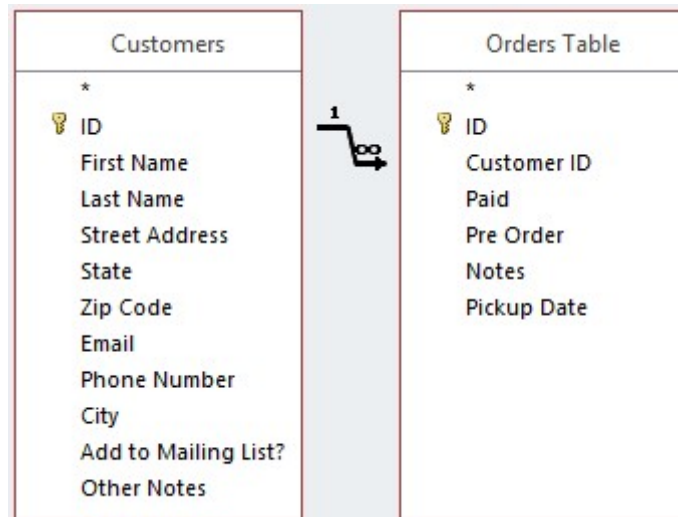 Customers
*
ID
First Name
Last Name
Street Address
State
Zip Code
Email
Phone Number
City
Add to Mailing List?
Other Notes
1
∞
Orders Table
*
ID
Customer ID
Paid
Pre Order
Notes
Pickup Date